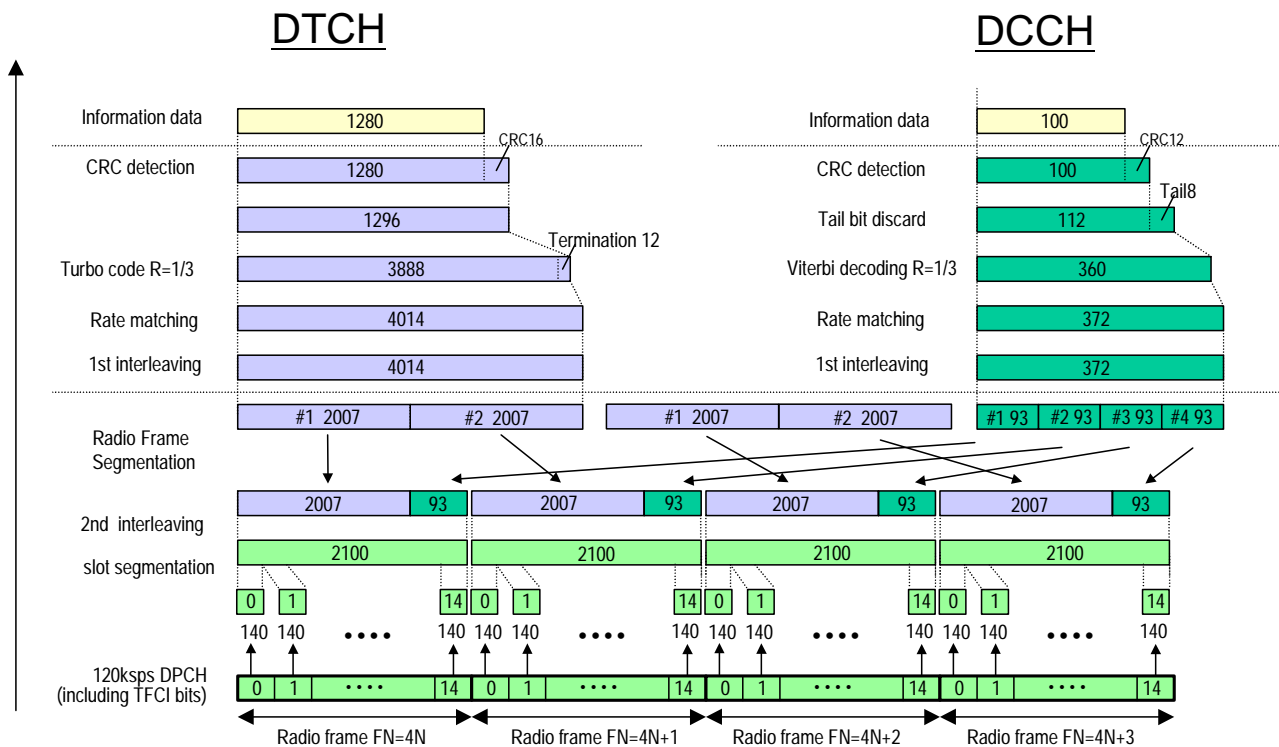 DTCH DCCH
Information data 1280 Information data 100
CRC16 CRC12
CRC detection 1280 CRC detection 100
Tail8
1296 Tail bit discard 112
Termination 12
Turbo code R=1/3 3888 Viterbi decoding R=1/3 360
Rate matching 4014 Rate matching 372
1st interleaving 4014 1st interleaving 372
#1 2007 #2 2007 #1 2007 #2 2007 #1 93 #2 93 #3 93 #4 93
Radio Frame
Segmentation
2007 93 2007 93 2007 93 2007 93
2nd interleaving
2100 2100 2100 2100
slot segmentation
0 1 14 0 1 14 0 1 14 0 1 14
140 140 •••• 140 140 140 •••• 140 140 140 •••• 140 140 140 •••• 140
120ksps DPCH
(including TFCI bits)
0 1 •••• 14 0 1 •••• 14 0 1 •••• 14 0 1 •••• 14
Radio frame FN=4N Radio frame FN=4N+1 Radio frame FN=4N+2 Radio frame FN=4N+3